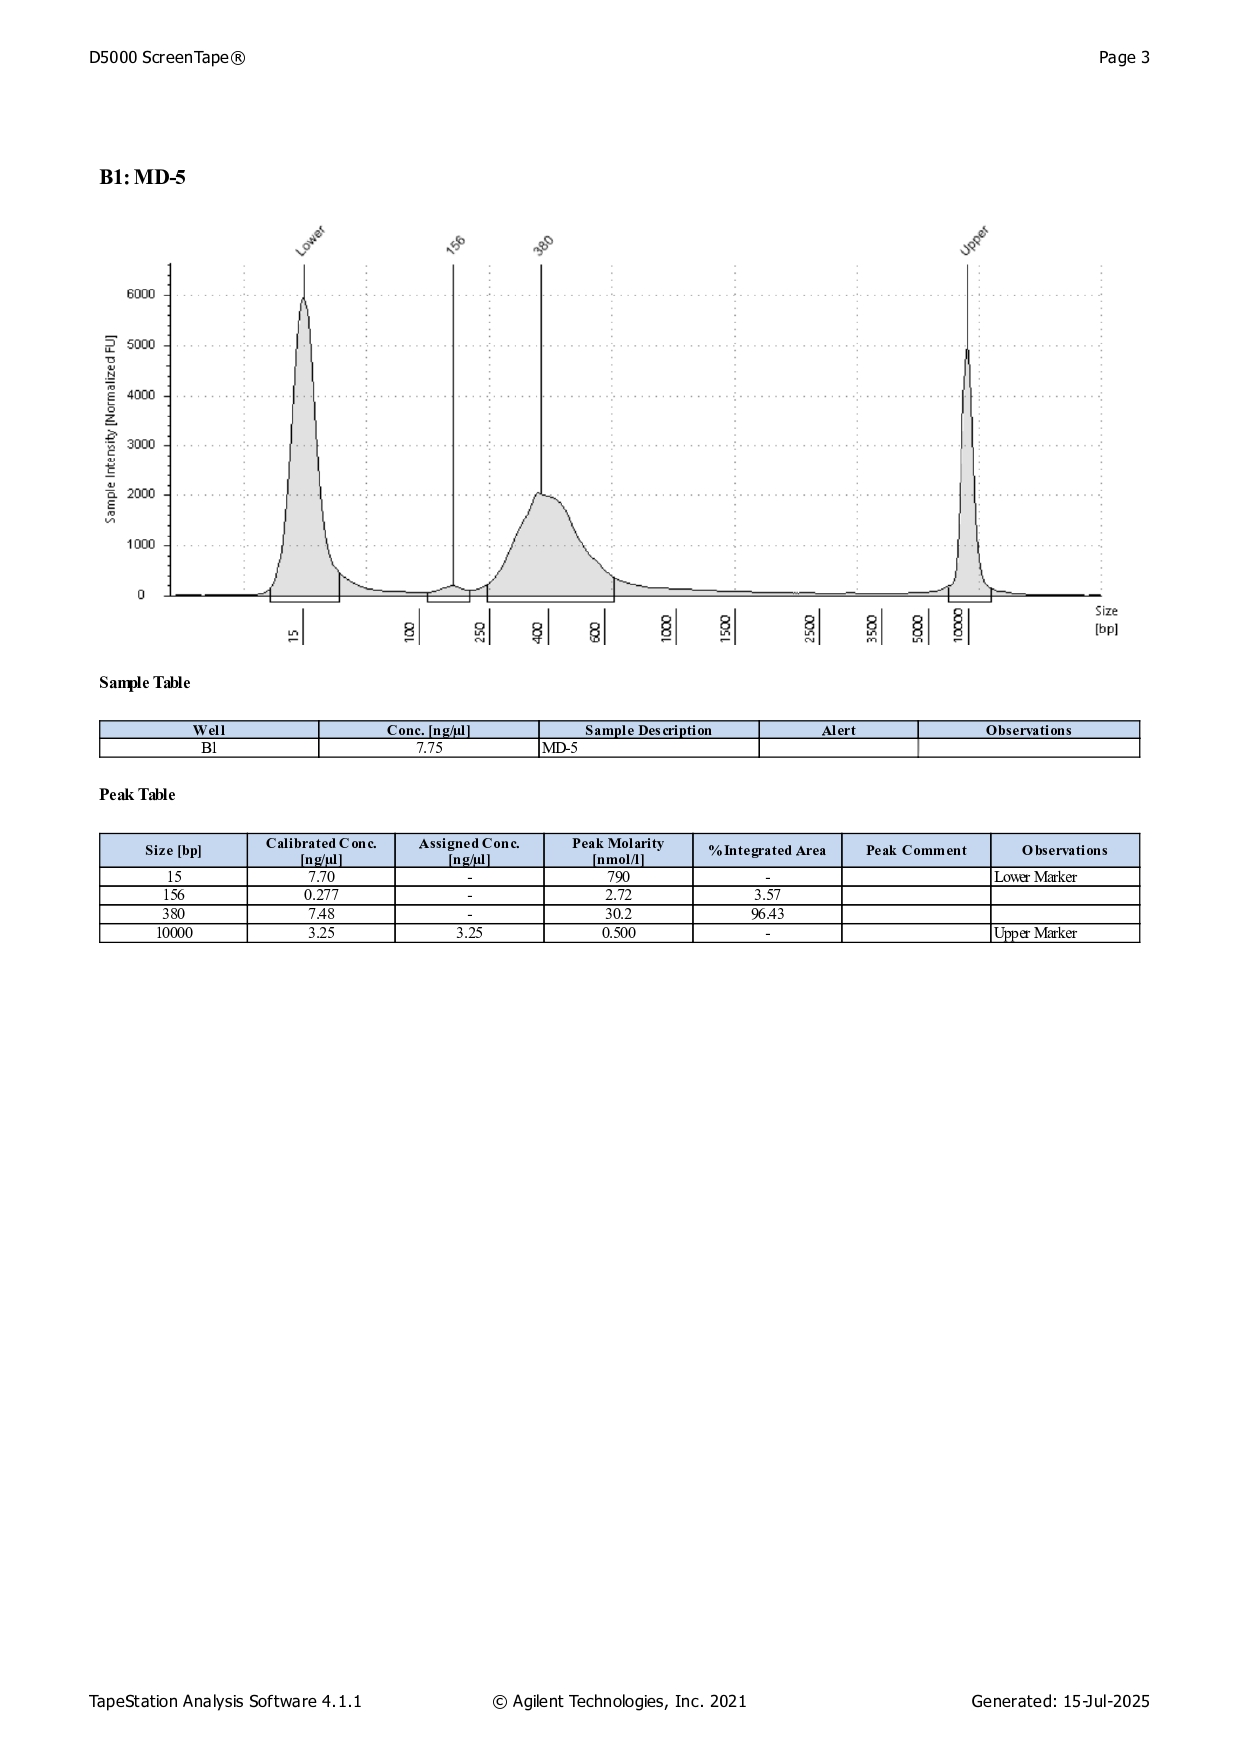 D5000 ScreenTape® Page 3
B1: MD-5
Lower 156 380 Upper
Sample Intensity [Normalized FU]
6000
5000
4000
3000
2000
1000
0
15 100 250 400 600 1000 1500 2500 3500 5000 10000
Size
[bp]
Sample Table
Well Conc. [ng/µl] Sample Description Alert Observations
B1 7.75 MD-5
Peak Table
Size [bp] Calibrated Conc. [ng/µl] Assigned Conc. [ng/µl] Peak Molarity [nmol/l] % Integrated Area Peak Comment Observations
15 7.70 - 790 - Lower Marker
156 0.277 - 2.72 3.57
380 7.48 - 30.2 96.43
10000 3.25 3.25 0.500 - Upper Marker
TapeStation Analysis Software 4.1.1 © Agilent Technologies, Inc. 2021 Generated: 15-Jul-2025